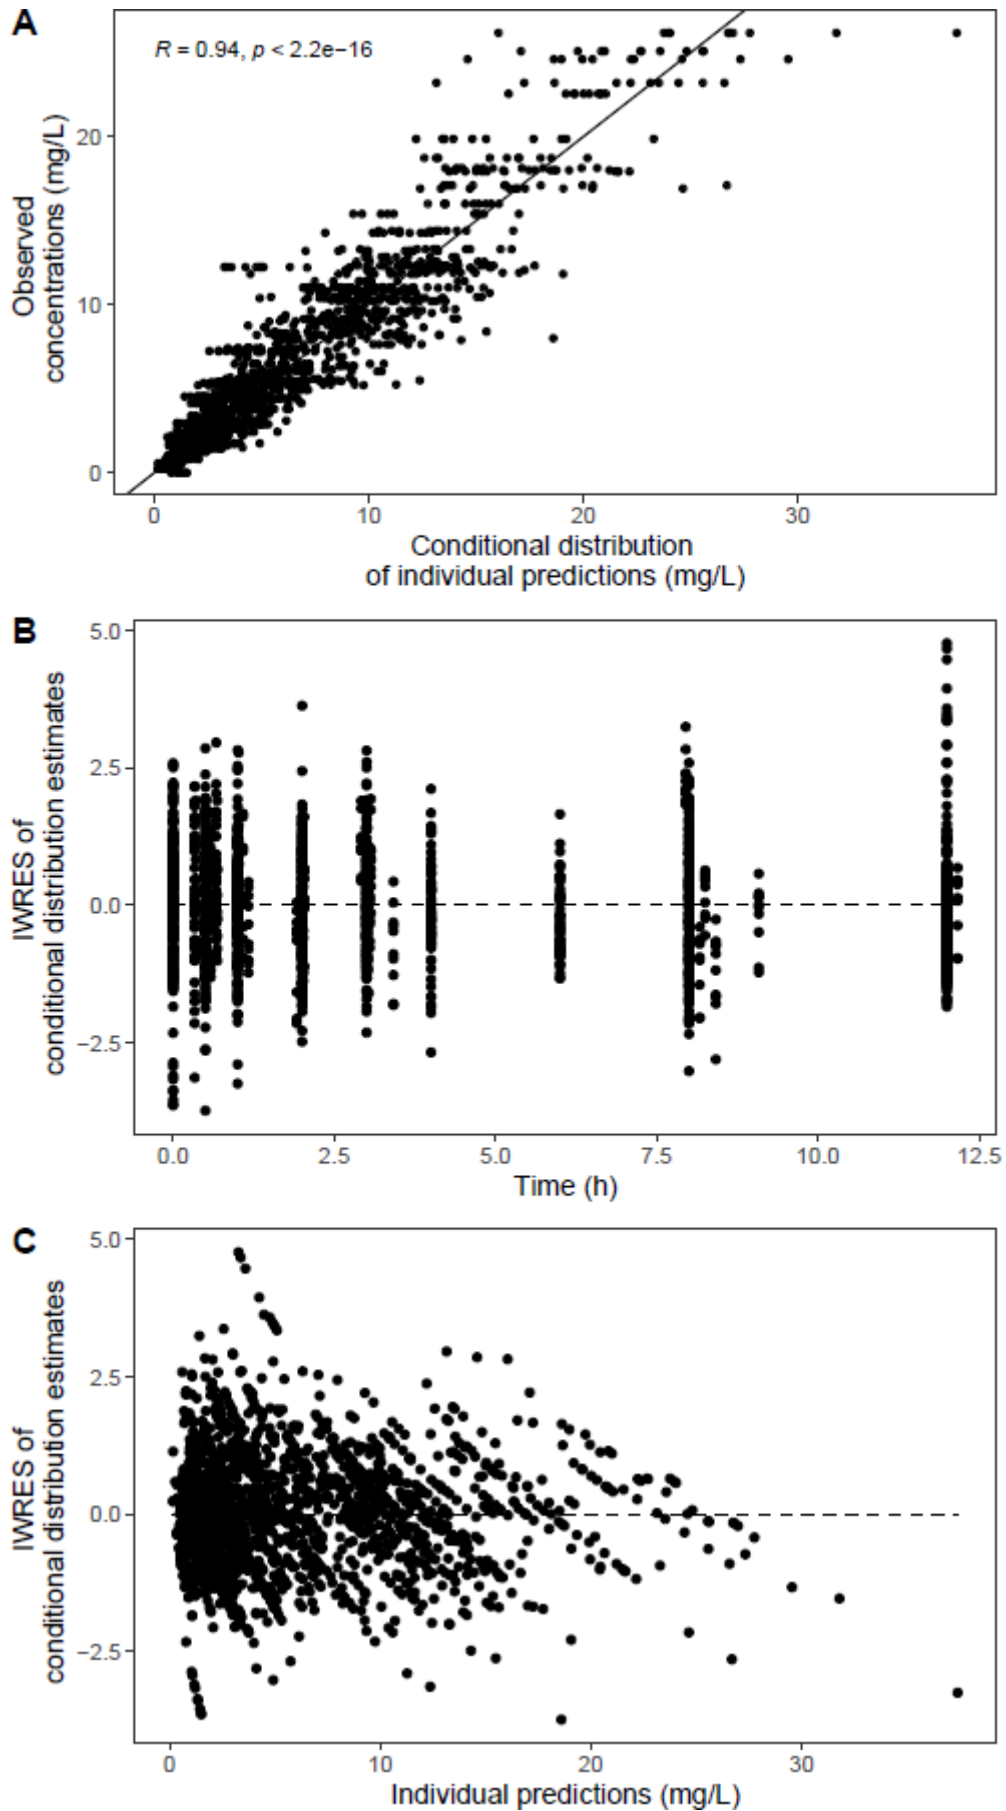 A
R = 0.94, p < 2.2e−16
Observed
concentrations (mg/L)
20
10
0
0 10 20 30
Conditional distribution
of individual predictions (mg/L)
B
IWRES of
conditional distribution estimates
5.0
2.5
0.0
−2.5
0.0 2.5 5.0 7.5 10.0 12.5
Time (h)
C
IWRES of
conditional distribution estimates
5.0
2.5
0.0
−2.5
0 10 20 30
Individual predictions (mg/L)